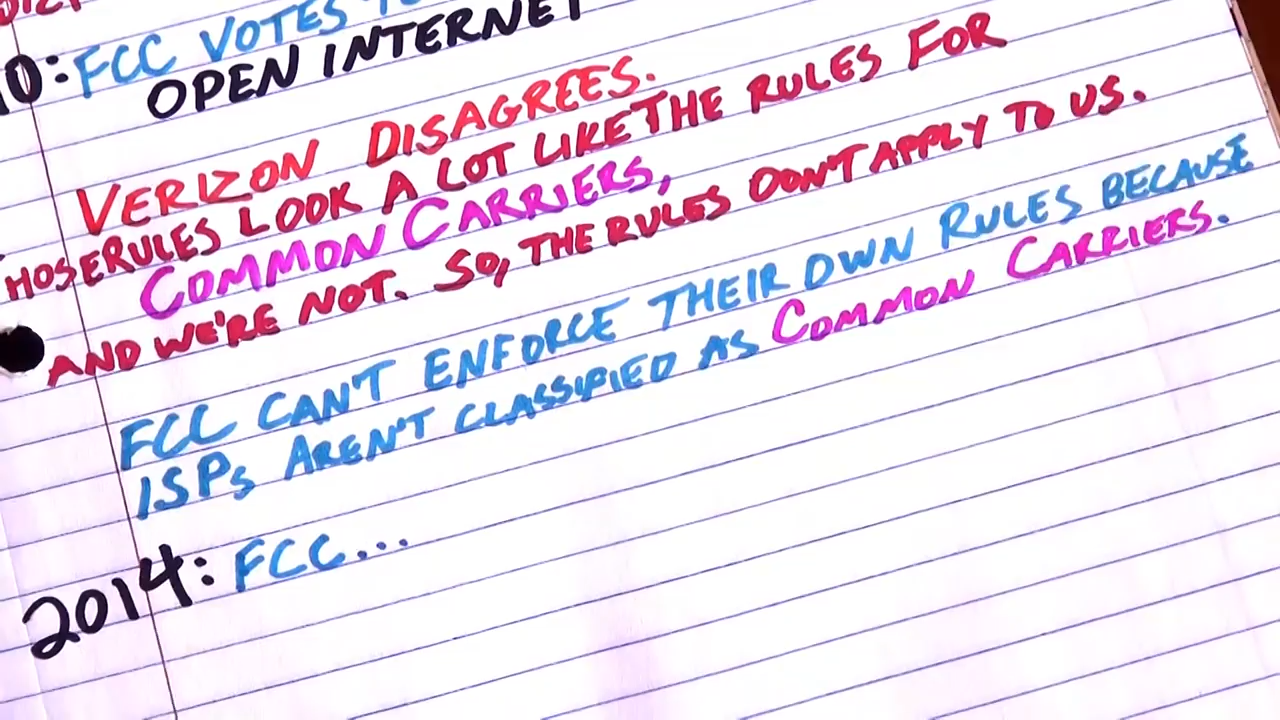 0: FCC VOTES
OPEN INTERNET
VERIZON DISAGREES.
HOSE RULES LOOK A LOT LIKE THE RULES FOR
COMMON CARRIERS,
AND WE'RE NOT. SO, THE RULES DON'T APPLY TO US.
FCC CAN'T ENFORCE THEIR OWN RULES BECAUSE
ISPs AREN'T CLASSIFIED AS COMMON CARRIERS.
2014: FCC...